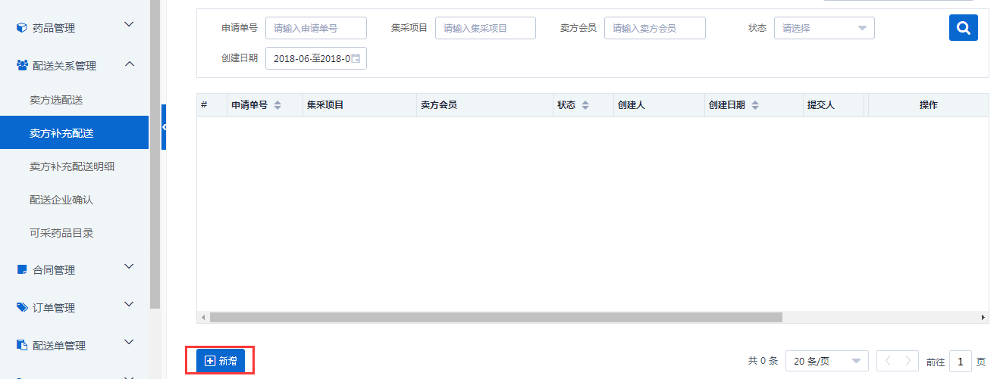 药品管理
配送关系管理
卖方选配送
卖方补充配送
卖方补充配送明细
配送企业确认
可采药品目录
合同管理
订单管理
配送单管理
申请单号 请输入申请单号 集采项目 请输入集采项目 卖方会员 请输入卖方会员 状态 请选择
创建日期 2018-06-至2018-0
# 申请单号 集采项目 卖方会员 状态 创建人 创建日期 提交人 操作
新增 共 0 条 20 条/页 前往 1 页